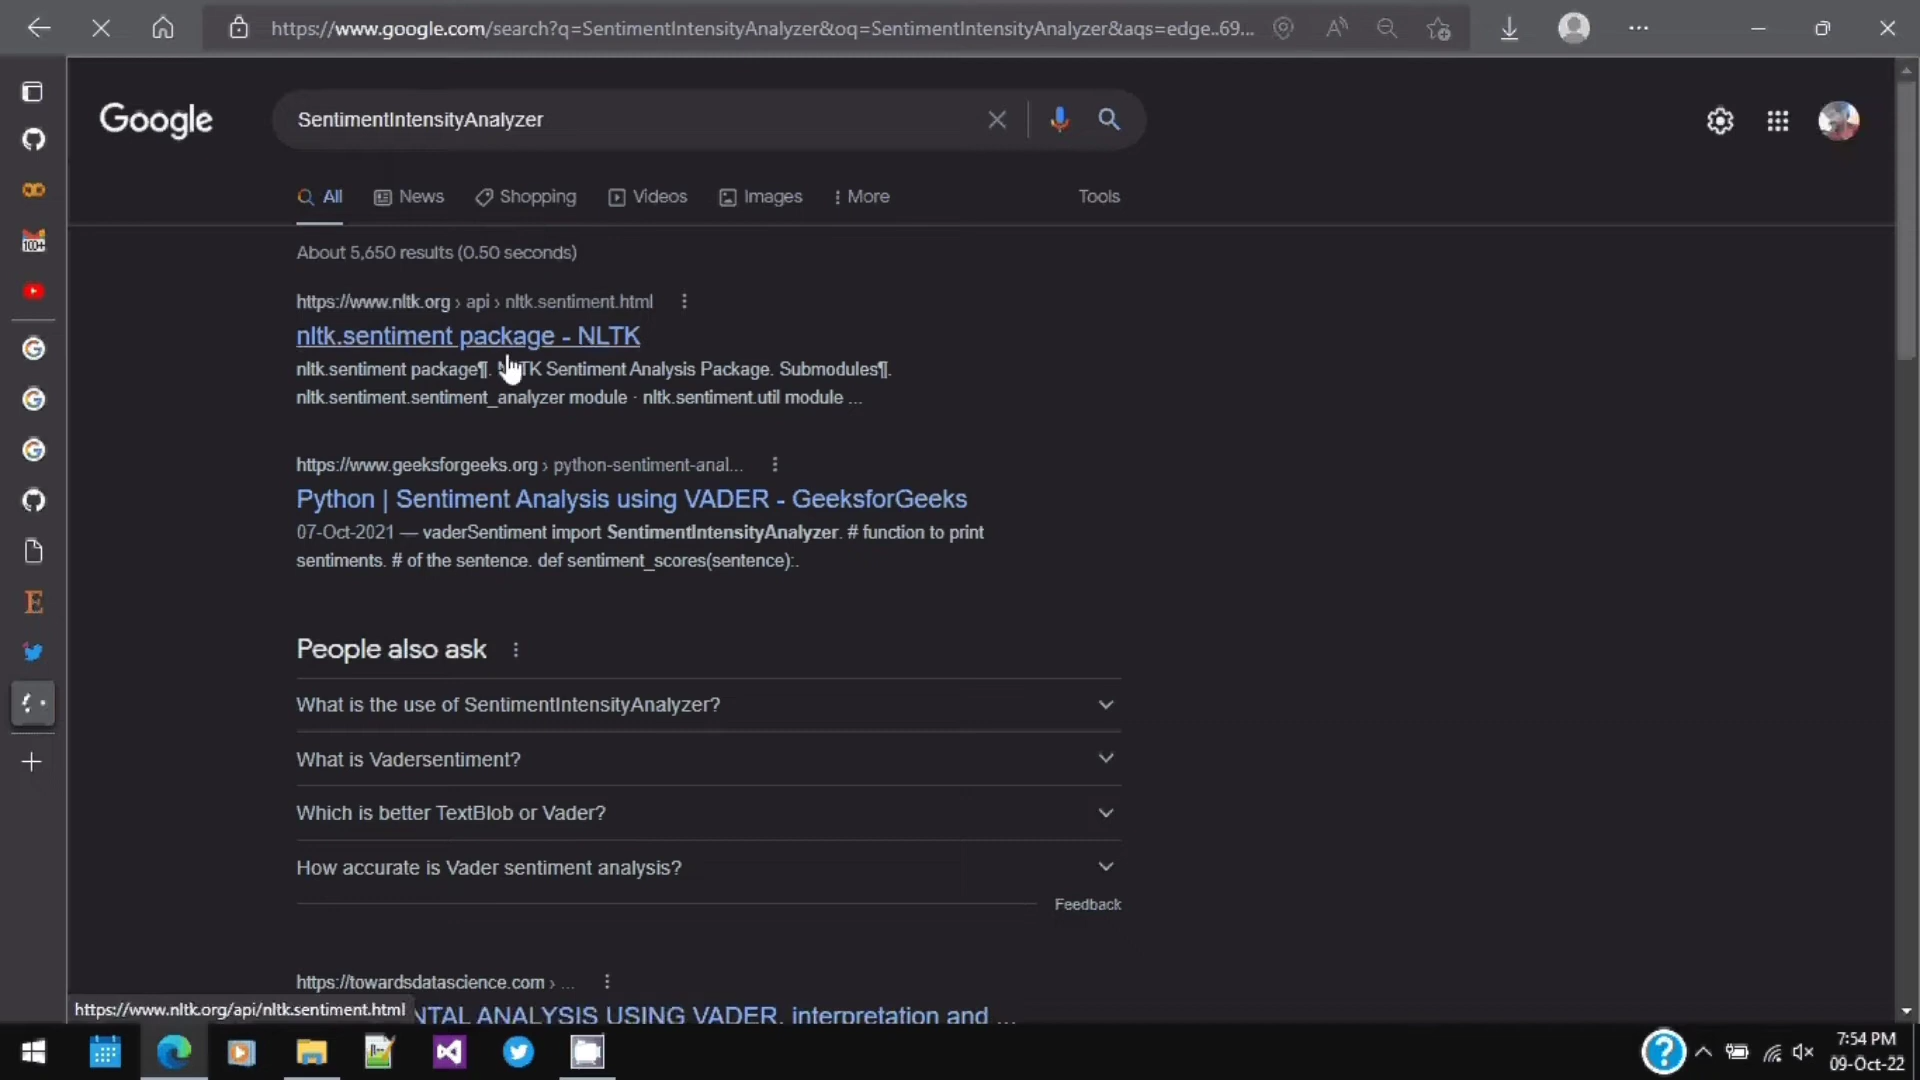 https://www.google.com/search?q=SentimentIntensityAnalyzer&oq=SentimentIntensityAnalyzer&aqs=edge..69...
Google
SentimentIntensityAnalyzer
All
News
Shopping
Videos
Images
More
Tools
About 5,650 results (0.50 seconds)
https://www.nltk.org › api › nltk.sentiment.html
nltk.sentiment package - NLTK
nltk.sentiment package¶. Sentiment Analysis Package. Submodules¶.
nltk.sentiment.sentiment_analyzer module · nltk.sentiment.util module ...
https://www.geeksforgeeks.org › python-sentiment-anal...
Python | Sentiment Analysis using VADER - GeeksforGeeks
07-Oct-2021 — vaderSentiment import SentimentIntensityAnalyzer. # function to print
sentiments. # of the sentence. def sentiment_scores(sentence):.
People also ask
What is the use of SentimentIntensityAnalyzer?
What is Vadersentiment?
Which is better TextBlob or Vader?
How accurate is Vader sentiment analysis?
Feedback
https://towardsdatascience.com › ...
NTAL ANALYSIS USING VADER. interpretation and ...
https://www.nltk.org/api/nltk.sentiment.html
100+
E
7:54 PM
09-Oct-22